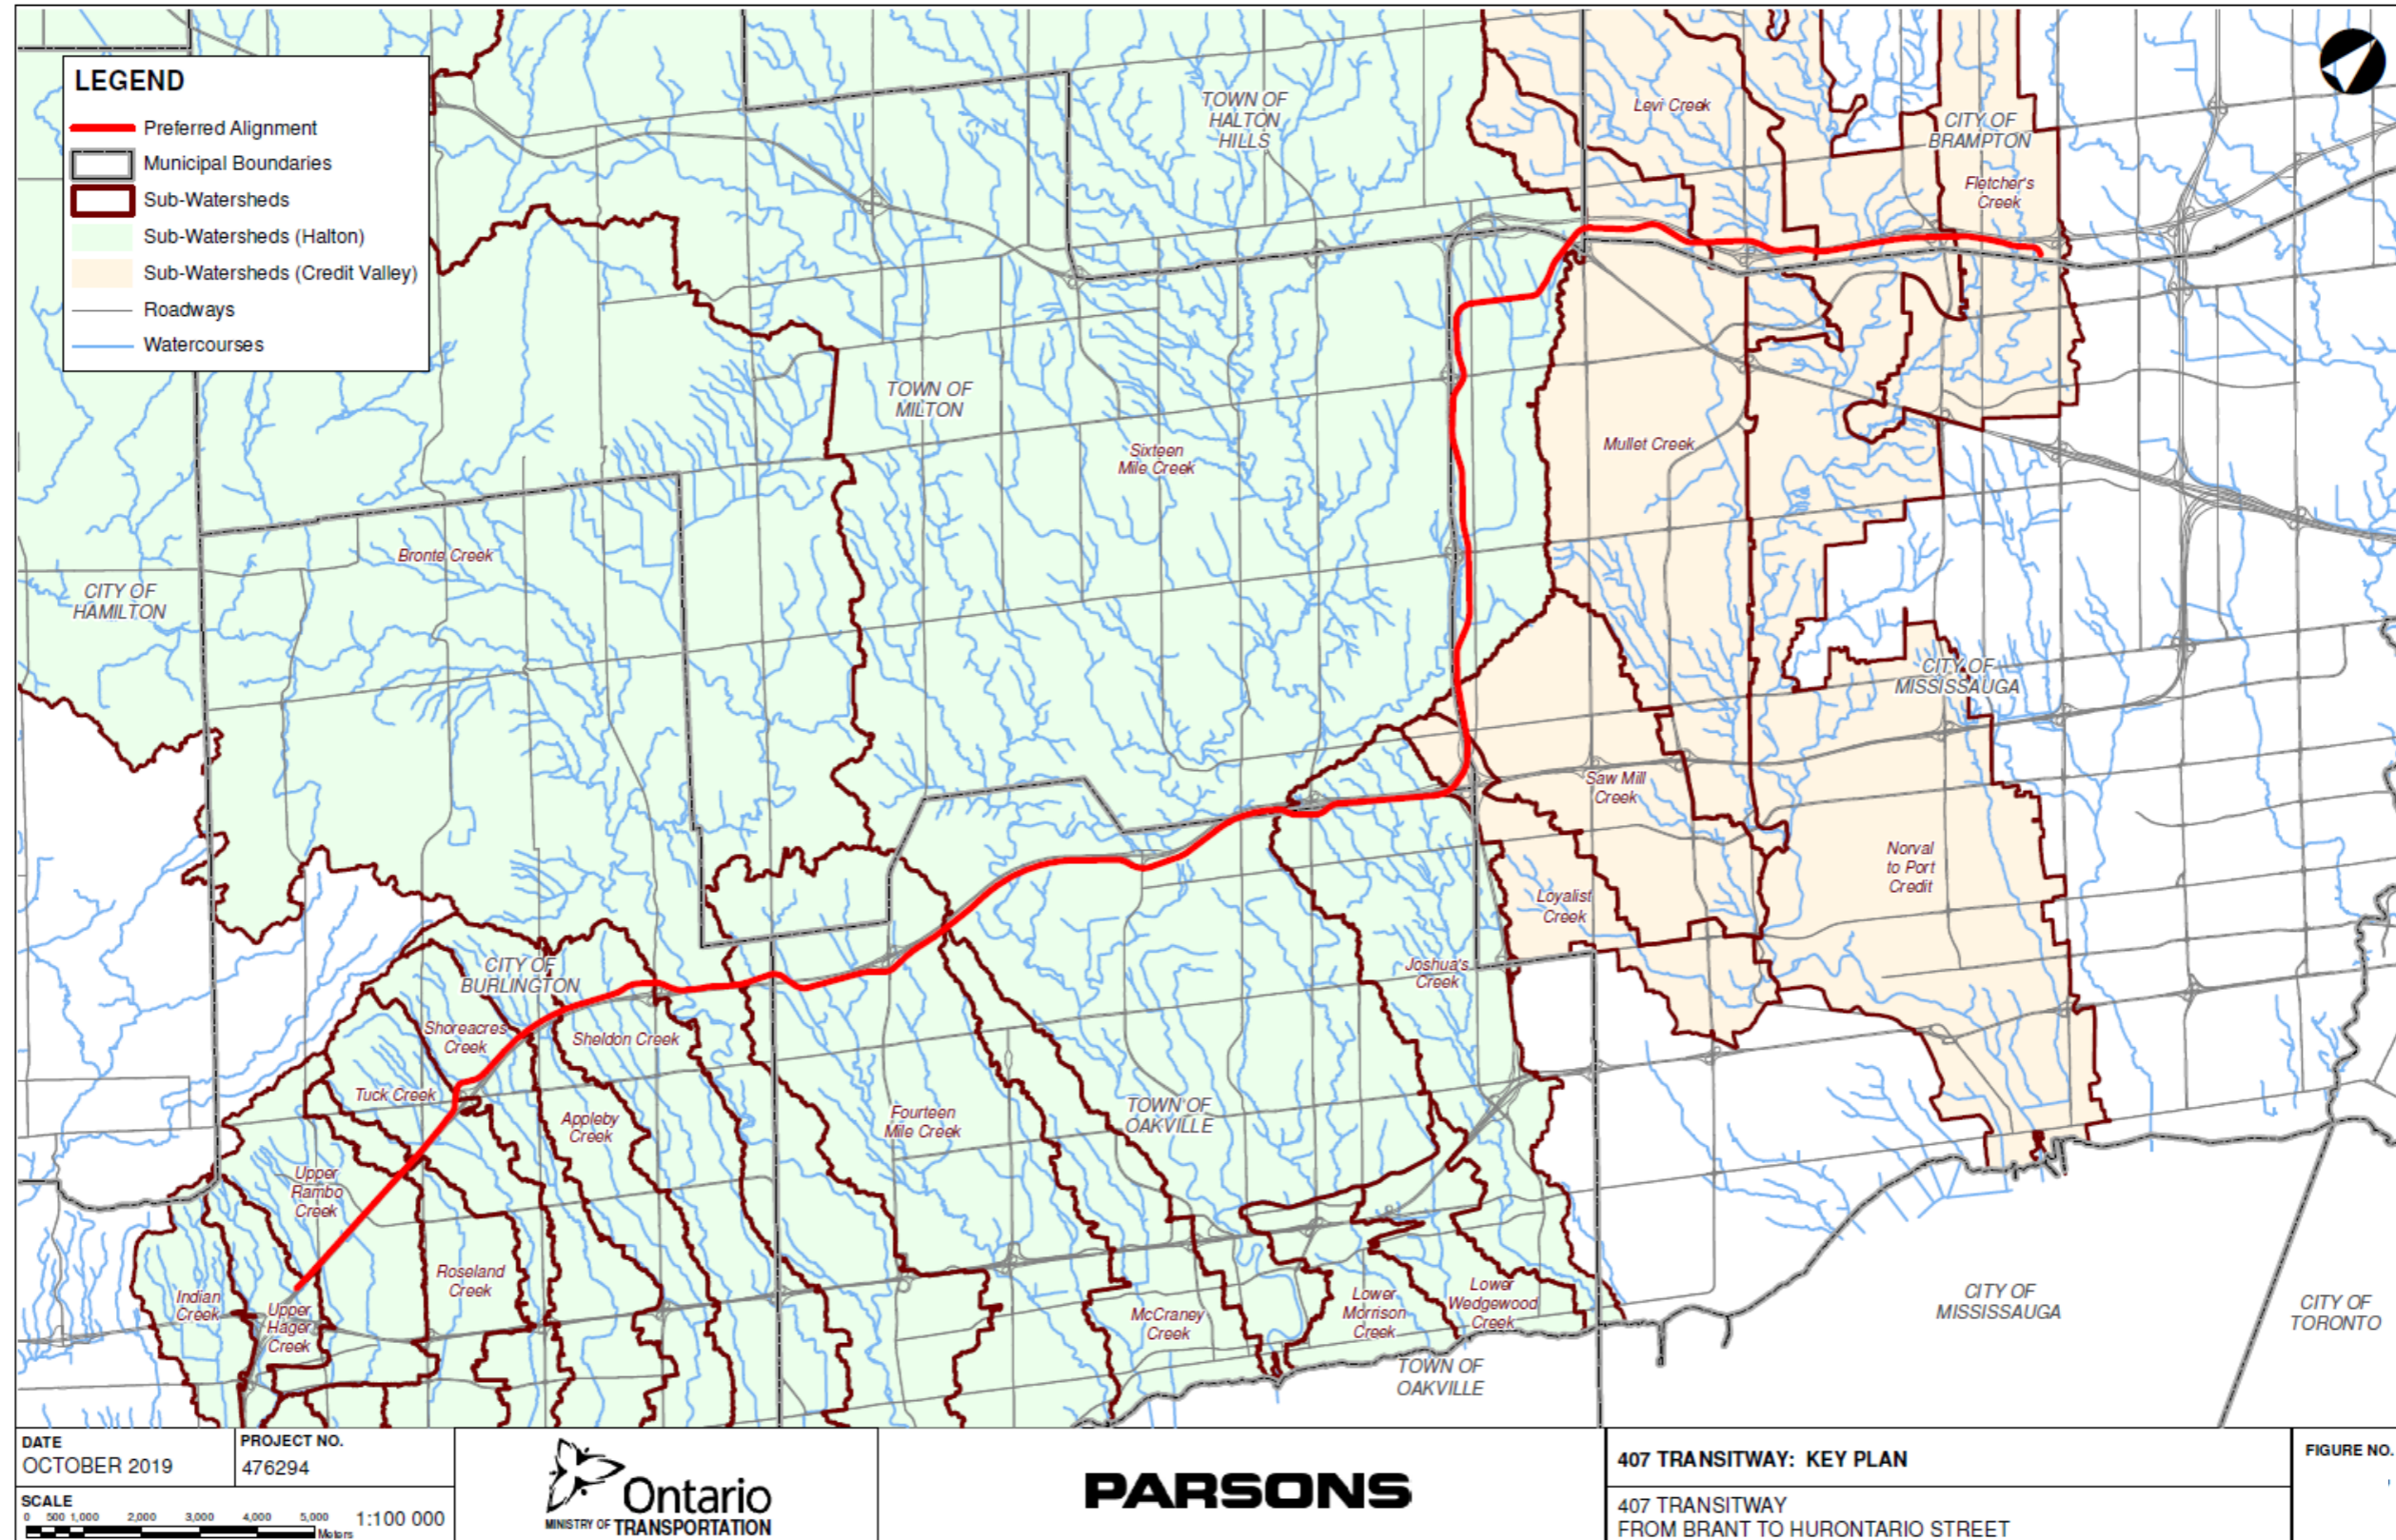 LEGEND
Preferred Alignment
Municipal Boundaries
Sub-Watersheds
Sub-Watersheds (Halton)
Sub-Watersheds (Credit Valley)
Roadways
Watercourses
TOWN OF
HALTON
HILLS
Levi Creek
CITY OF
BRAMPTON
Fletcher's
Creek
TOWN OF
MILTON
Sixteen
Mile Creek
Mullet Creek
Bronte Creek
CITY OF
HAMILTON
CITY OF
MISSISSAUGA
Saw Mill
Creek
Norval
to Port
Credit
Loyalist
Creek
Joshua's
Creek
CITY OF
BURLINGTON
Shoreacres
Creek
Sheldon Creek
Tuck Creek
Appleby
Creek
Fourteen
Mile Creek
TOWN OF
OAKVILLE
Upper
Rambo
Creek
Roseland
Creek
Indian
Creek
Upper
Hager
Creek
McCraney
Creek
Lower
Morrison
Creek
Lower
Wedgewood
Creek
TOWN OF
OAKVILLE
CITY OF
MISSISSAUGA
CITY OF
TORONTO
DATE
OCTOBER 2019
PROJECT NO.
476294
SCALE
0 500 1,000 2,000 3,000 4,000 5,000
Meters
1:100 000
Ontario
MINISTRY OF TRANSPORTATION
PARSONS
407 TRANSITWAY: KEY PLAN
407 TRANSITWAY
FROM BRANT TO HURONTARIO STREET
FIGURE NO.